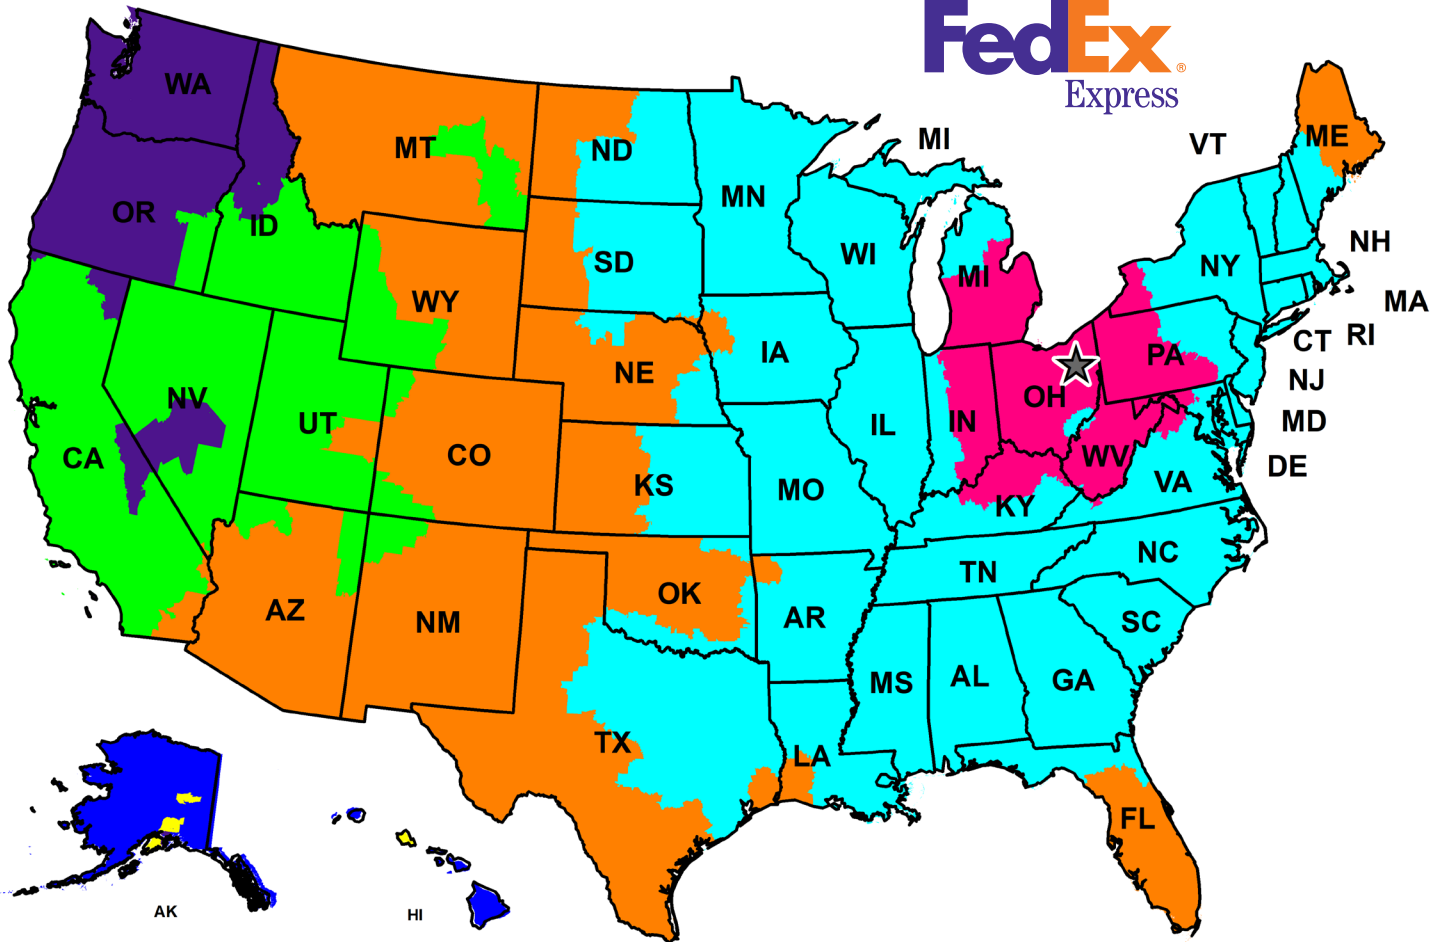 FedEx®
Express
WA
MT
ND
MN
MI
VT
ME
OR
ID
SD
WI
MI
NY
NH
WY
MA
NE
IA
PA
CT
RI
NV
UT
CO
IL
IN
OH
NJ
MD
CA
KS
MO
KY
WV
VA
DE
AZ
NM
OK
AR
TN
NC
SC
MS
AL
GA
TX
LA
FL
AK
HI